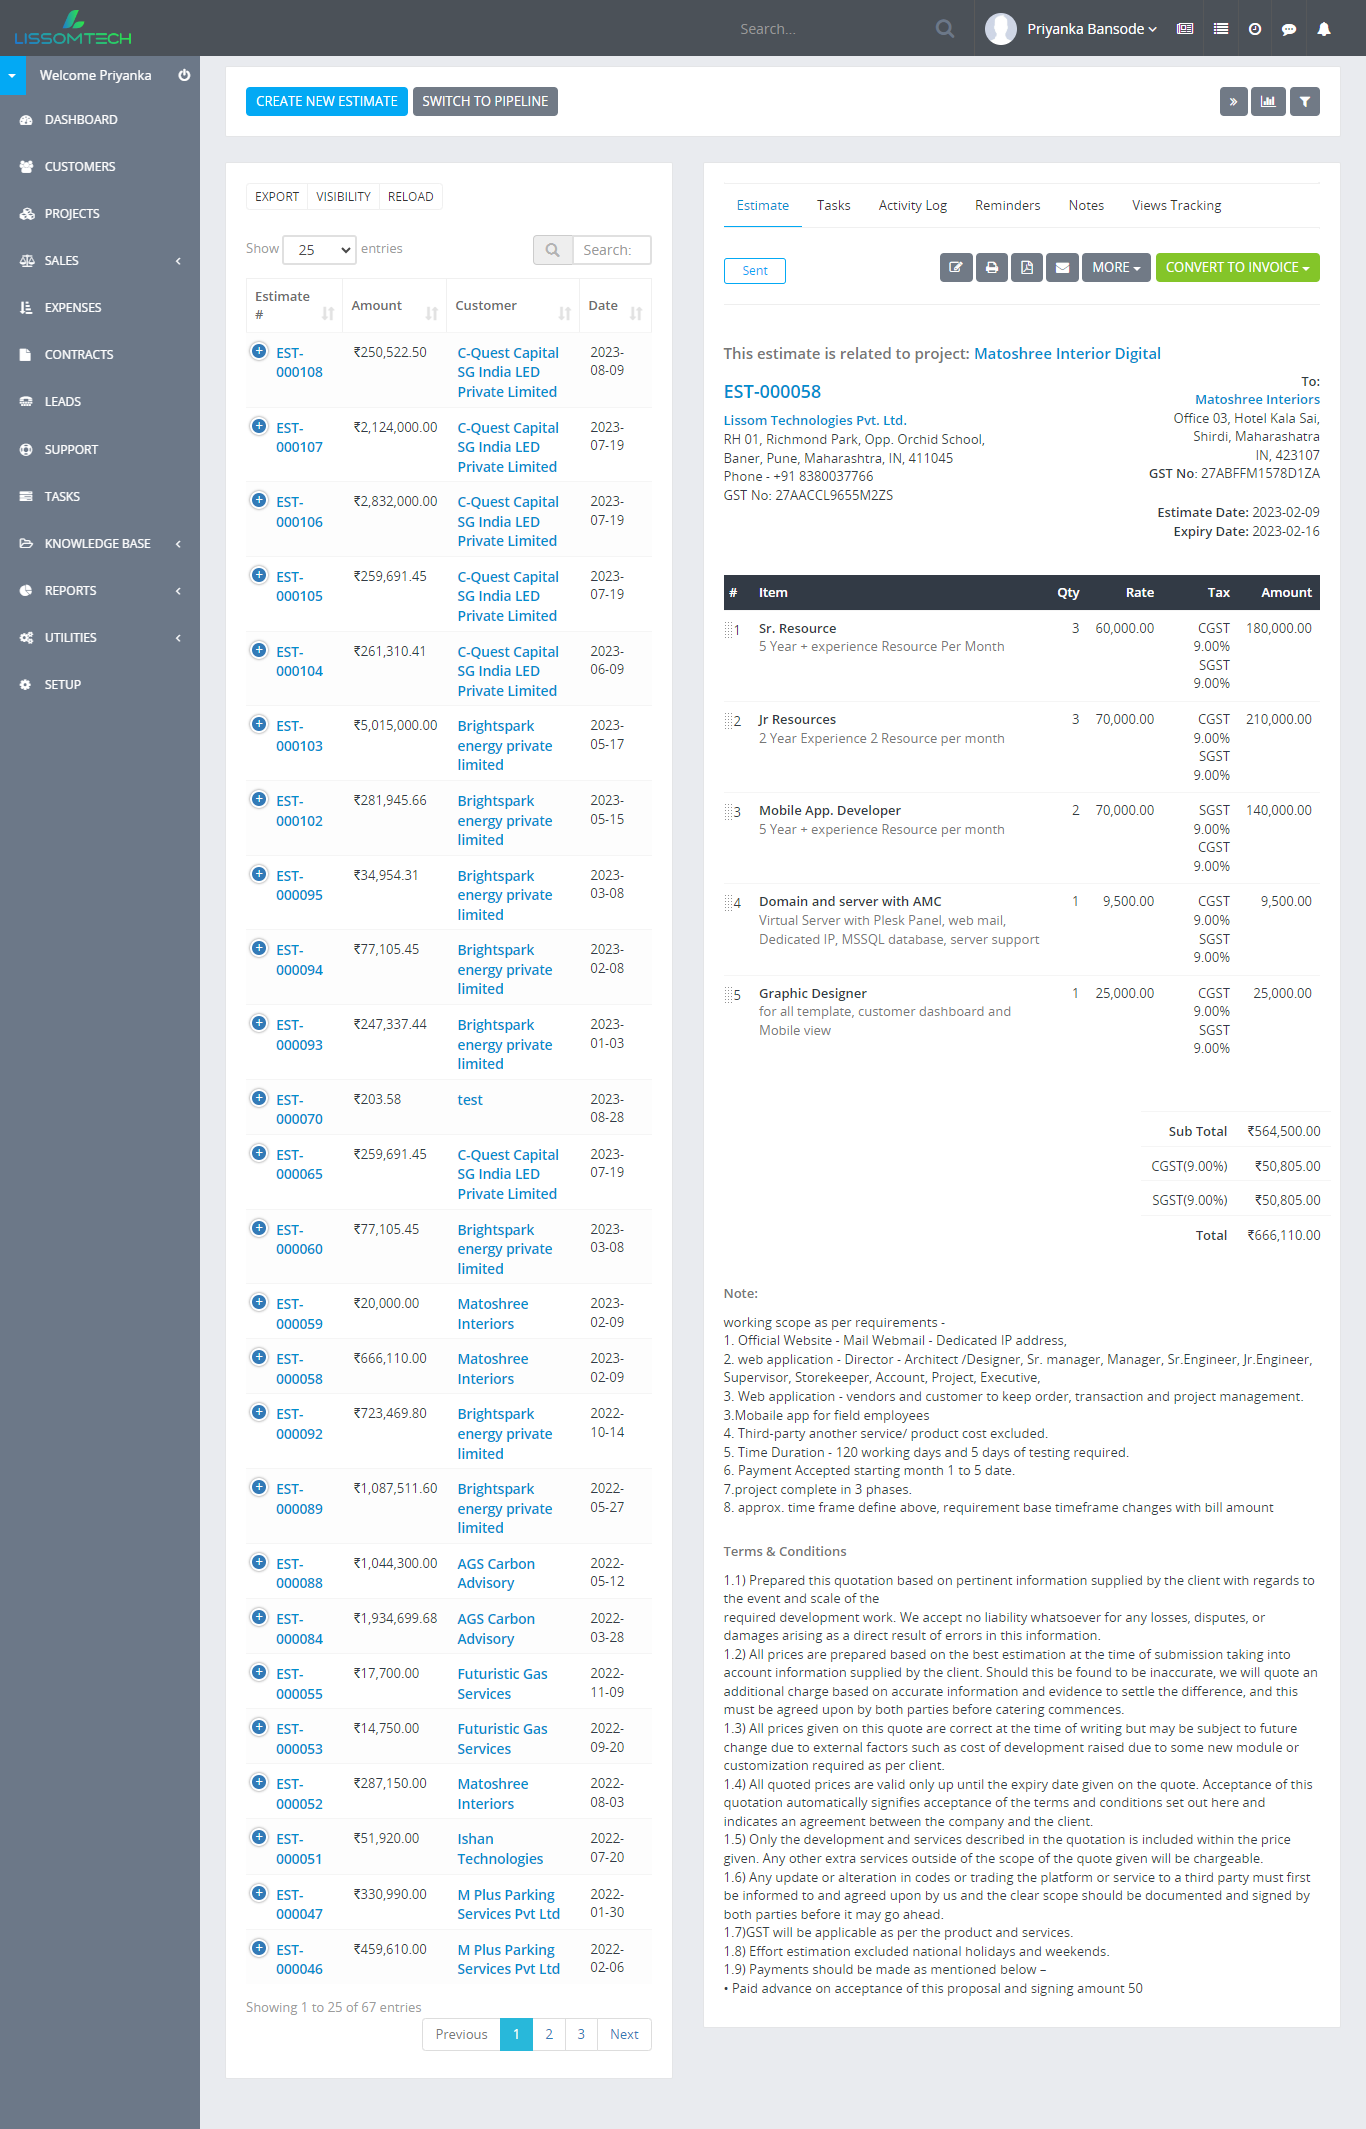 LISSOMTECH
Search...
Priyanka Bansode
Welcome Priyanka
DASHBOARD
CUSTOMERS
PROJECTS
SALES
EXPENSES
CONTRACTS
LEADS
SUPPORT
TASKS
KNOWLEDGE BASE
REPORTS
UTILITIES
SETUP
CREATE NEW ESTIMATE SWITCH TO PIPELINE
EXPORT VISIBILITY RELOAD
Show 25 entries
Search:
Estimate # Amount Customer Date
EST-000108 ₹250,522.50 C-Quest Capital SG India LED Private Limited 2023-08-09
EST-000107 ₹2,124,000.00 C-Quest Capital SG India LED Private Limited 2023-07-19
EST-000106 ₹2,832,000.00 C-Quest Capital SG India LED Private Limited 2023-07-19
EST-000105 ₹259,691.45 C-Quest Capital SG India LED Private Limited 2023-07-19
EST-000104 ₹261,310.41 C-Quest Capital SG India LED Private Limited 2023-06-09
EST-000103 ₹5,015,000.00 Brightspark energy private limited 2023-05-17
EST-000102 ₹281,945.66 Brightspark energy private limited 2023-05-15
EST-000095 ₹34,954.31 Brightspark energy private limited 2023-03-08
EST-000094 ₹77,105.45 Brightspark energy private limited 2023-02-08
EST-000093 ₹247,337.44 Brightspark energy private limited 2023-01-03
EST-000070 ₹203.58 test 2023-08-28
EST-000065 ₹259,691.45 C-Quest Capital SG India LED Private Limited 2023-07-19
EST-000060 ₹77,105.45 Brightspark energy private limited 2023-03-08
EST-000059 ₹20,000.00 Matoshree Interiors 2023-02-09
EST-000058 ₹666,110.00 Matoshree Interiors 2023-02-09
EST-000092 ₹723,469.80 Brightspark energy private limited 2022-10-14
EST-000089 ₹1,087,511.60 Brightspark energy private limited 2022-05-27
EST-000088 ₹1,044,300.00 AGS Carbon Advisory 2022-05-12
EST-000084 ₹1,934,699.68 AGS Carbon Advisory 2022-03-28
EST-000055 ₹17,700.00 Futuristic Gas Services 2022-11-09
EST-000053 ₹14,750.00 Futuristic Gas Services 2022-09-20
EST-000052 ₹287,150.00 Matoshree Interiors 2022-08-03
EST-000051 ₹51,920.00 Ishan Technologies 2022-07-20
EST-000047 ₹330,990.00 M Plus Parking Services Pvt Ltd 2022-01-30
EST-000046 ₹459,610.00 M Plus Parking Services Pvt Ltd 2022-02-06
Showing 1 to 25 of 67 entries
Previous 1 2 3 Next
Estimate Tasks Activity Log Reminders Notes Views Tracking
Sent
MORE CONVERT TO INVOICE
This estimate is related to project: Matoshree Interior Digital
EST-000058
Lissom Technologies Pvt. Ltd.
RH 01, Richmond Park, Opp. Orchid School,
Baner, Pune, Maharashtra, IN, 411045
Phone - +91 8380037766
GST No: 27AACCL9655M2ZS
To:
Matoshree Interiors
Office 03, Hotel Kala Sai,
Shirdi, Maharashatra
IN, 423107
GST No: 27ABFFM1578D1ZA
Estimate Date: 2023-02-09
Expiry Date: 2023-02-16
# Item Qty Rate Tax Amount
1 Sr. Resource 3 60,000.00 CGST 9.00% SGST 9.00% 180,000.00
5 Year + experience Resource Per Month
2 Jr Resources 3 70,000.00 CGST 9.00% SGST 9.00% 210,000.00
2 Year Experience 2 Resource per month
3 Mobile App. Developer 2 70,000.00 SGST 9.00% CGST 9.00% 140,000.00
5 Year + experience Resource per month
4 Domain and server with AMC 1 9,500.00 CGST 9.00% SGST 9.00% 9,500.00
Virtual Server with Plesk Panel, web mail,
Dedicated IP, MSSQL database, server support
5 Graphic Designer 1 25,000.00 CGST 9.00% SGST 9.00% 25,000.00
for all template, customer dashboard and
Mobile view
Sub Total ₹564,500.00
CGST(9.00%) ₹50,805.00
SGST(9.00%) ₹50,805.00
Total ₹666,110.00
Note:
working scope as per requirements -
1. Official Website - Mail Webmail - Dedicated IP address,
2. web application - Director - Architect /Designer, Sr. manager, Manager, Sr.Engineer, Jr.Engineer,
Supervisor, Storekeeper, Account, Project, Executive,
3. Web application - vendors and customer to keep order, transaction and project management.
3.Mobaile app for field employees
4. Third-party another service/ product cost excluded.
5. Time Duration - 120 working days and 5 days of testing required.
6. Payment Accepted starting month 1 to 5 date.
7.project complete in 3 phases.
8. approx. time frame define above, requirement base timeframe changes with bill amount
Terms & Conditions
1.1) Prepared this quotation based on pertinent information supplied by the client with regards to
the event and scale of the
required development work. We accept no liability whatsoever for any losses, disputes, or
damages arising as a direct result of errors in this information.
1.2) All prices are prepared based on the best estimation at the time of submission taking into
account information supplied by the client. Should this be found to be inaccurate, we will quote an
additional charge based on accurate information and evidence to settle the difference, and this
must be agreed upon by both parties before catering commences.
1.3) All prices given on this quote are correct at the time of writing but may be subject to future
change due to external factors such as cost of development raised due to some new module or
customization required as per client.
1.4) All quoted prices are valid only up until the expiry date given on the quote. Acceptance of this
quotation automatically signifies acceptance of the terms and conditions set out here and
indicates an agreement between the company and the client.
1.5) Only the development and services described in the quotation is included within the price
given. Any other extra services outside of the scope of the quote given will be chargeable.
1.6) Any update or alteration in codes or trading the platform or service to a third party must first
be informed to and agreed upon by us and the clear scope should be documented and signed by
both parties before it may go ahead.
1.7)GST will be applicable as per the product and services.
1.8) Effort estimation excluded national holidays and weekends.
1.9) Payments should be made as mentioned below –
• Paid advance on acceptance of this proposal and signing amount 50